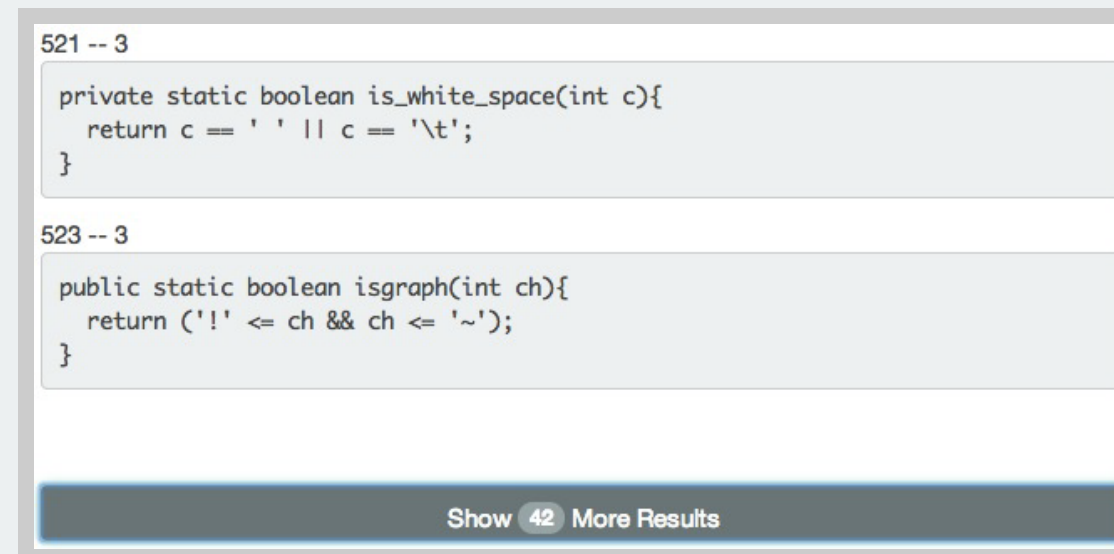 521 -- 3
private static boolean is_white_space(int c){
  return c == ' ' || c == '\t';
}
523 -- 3
public static boolean isgraph(int ch){
  return ('!' <= ch && ch <= '~');
}
Show 42 More Results